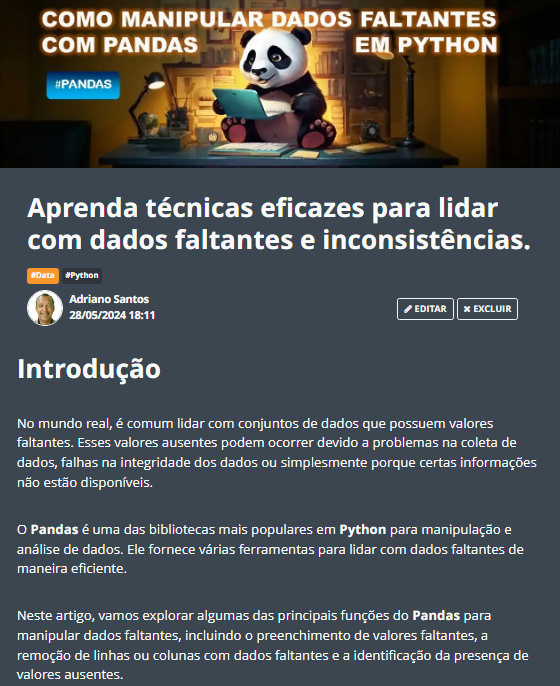 COMO MANIPULAR DADOS FALTANTES
COM PANDAS EM PYTHON
#PANDAS
Aprenda técnicas eficazes para lidar
com dados faltantes e inconsistências.
#Data #Python
Adriano Santos
28/05/2024 18:11
EDITAR EXCLUIR
Introdução
No mundo real, é comum lidar com conjuntos de dados que possuem valores
faltantes. Esses valores ausentes podem ocorrer devido a problemas na coleta de
dados, falhas na integridade dos dados ou simplesmente porque certas informações
não estão disponíveis.
O Pandas é uma das bibliotecas mais populares em Python para manipulação e
análise de dados. Ele fornece várias ferramentas para lidar com dados faltantes de
maneira eficiente.
Neste artigo, vamos explorar algumas das principais funções do Pandas para
manipular dados faltantes, incluindo o preenchimento de valores faltantes, a
remoção de linhas ou colunas com dados faltantes e a identificação da presença de
valores ausentes.